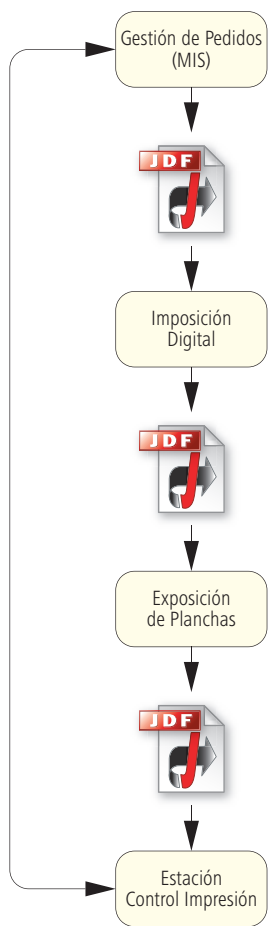 Gestión de Pedidos
(MIS)
JDF
Imposición
Digital
JDF
Exposición
de Planchas
JDF
Estación
Control Impresión